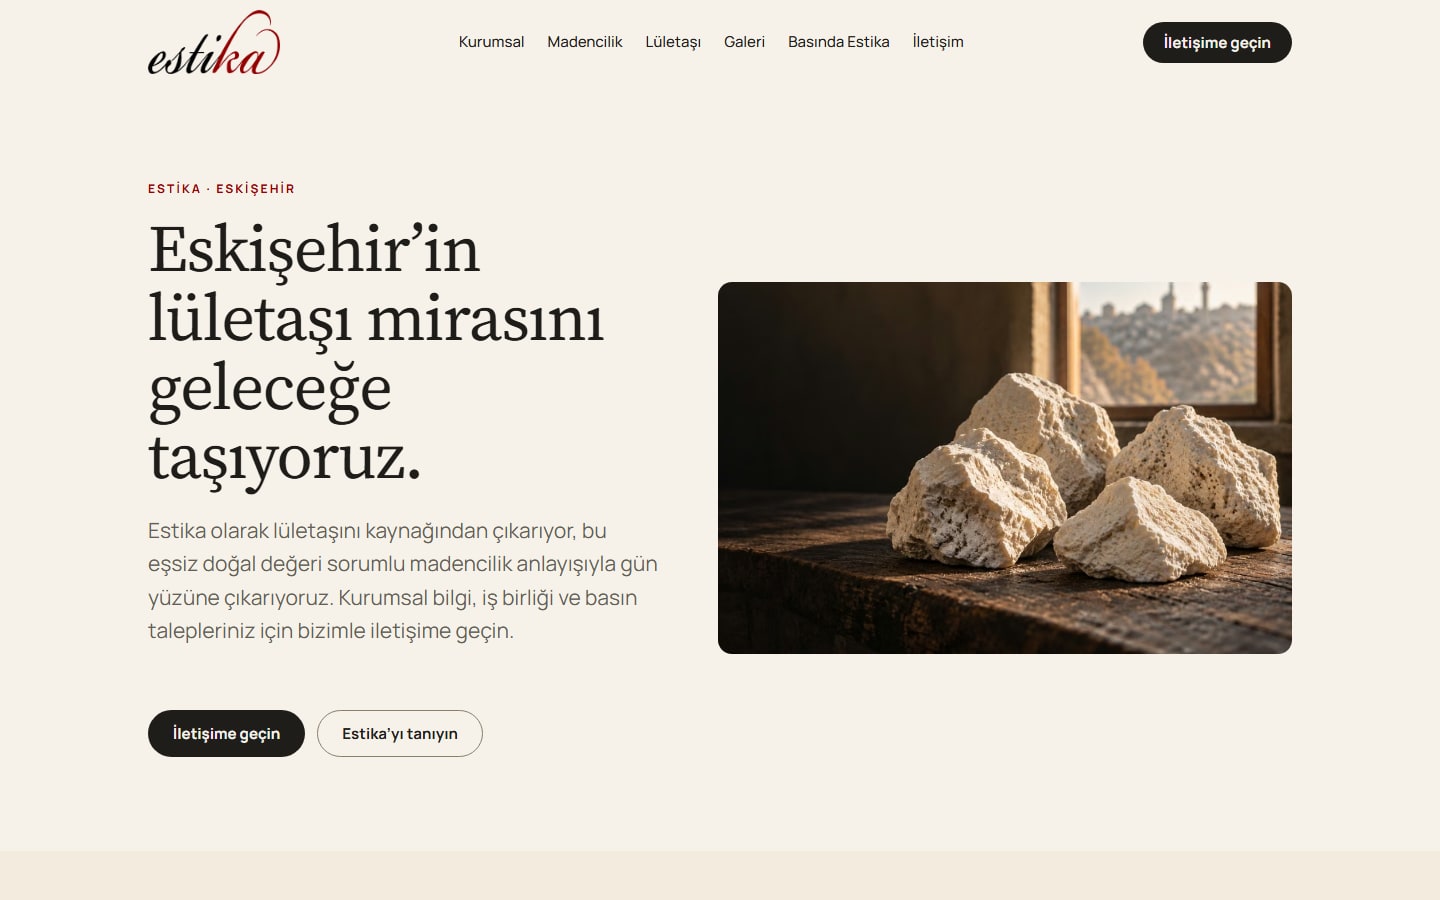 estika
Kurumsal
Madencilik
Lületaşı
Galeri
Basında Estika
İletişim
İletişime geçin
ESTİKA · ESKİŞEHİR
Eskişehir’in
lületaşı mirasını
geleceğe
taşıyoruz.
Estika olarak lületaşını kaynağından çıkarıyor, bu
eşsiz doğal değeri sorumlu madencilik anlayışıyla gün
yüzüne çıkarıyoruz. Kurumsal bilgi, iş birliği ve basın
talepleriniz için bizimle iletişime geçin.
İletişime geçin
Estika’yı tanıyın